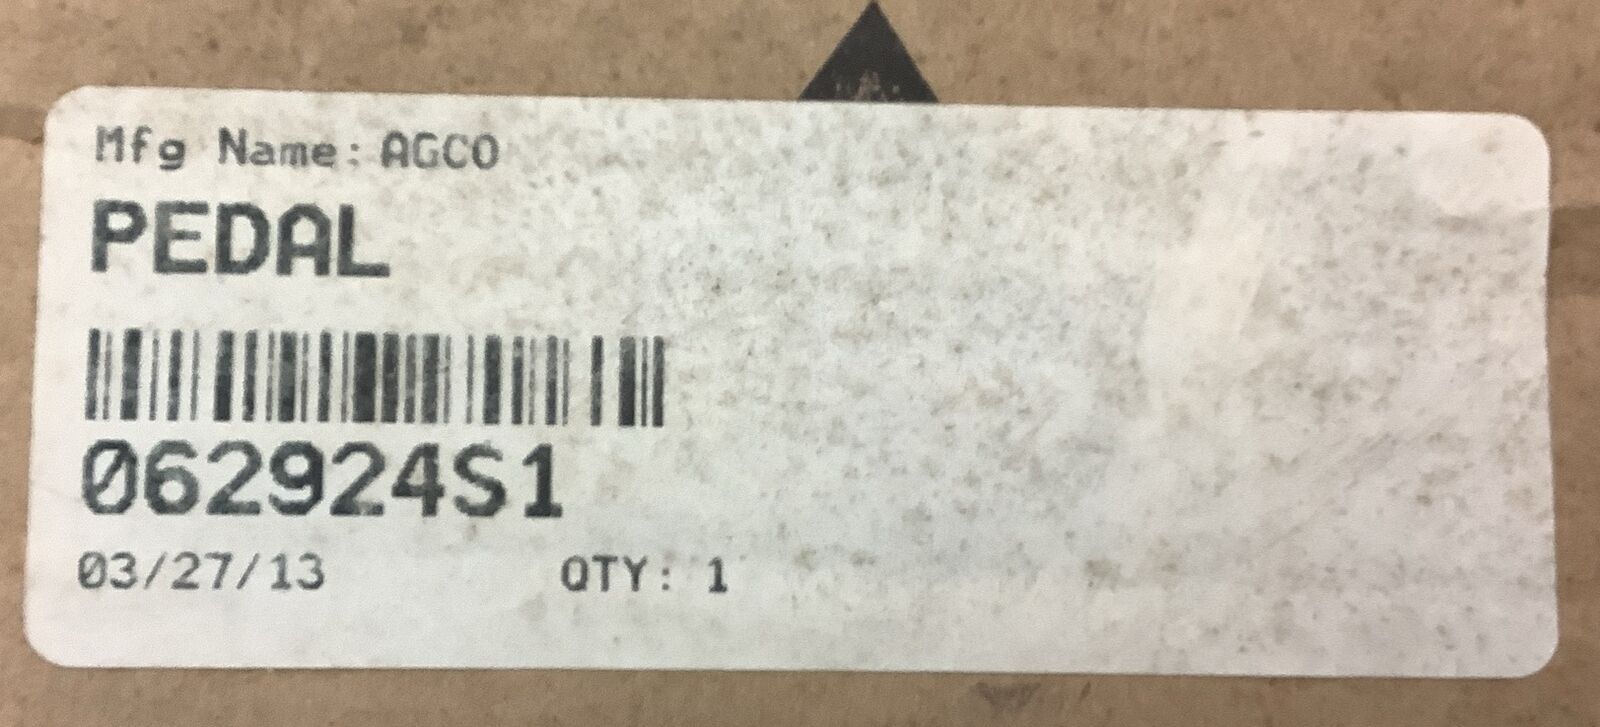 Mfg Name: AGCO
PEDAL
062924S1
03/27/13 QTY: 1